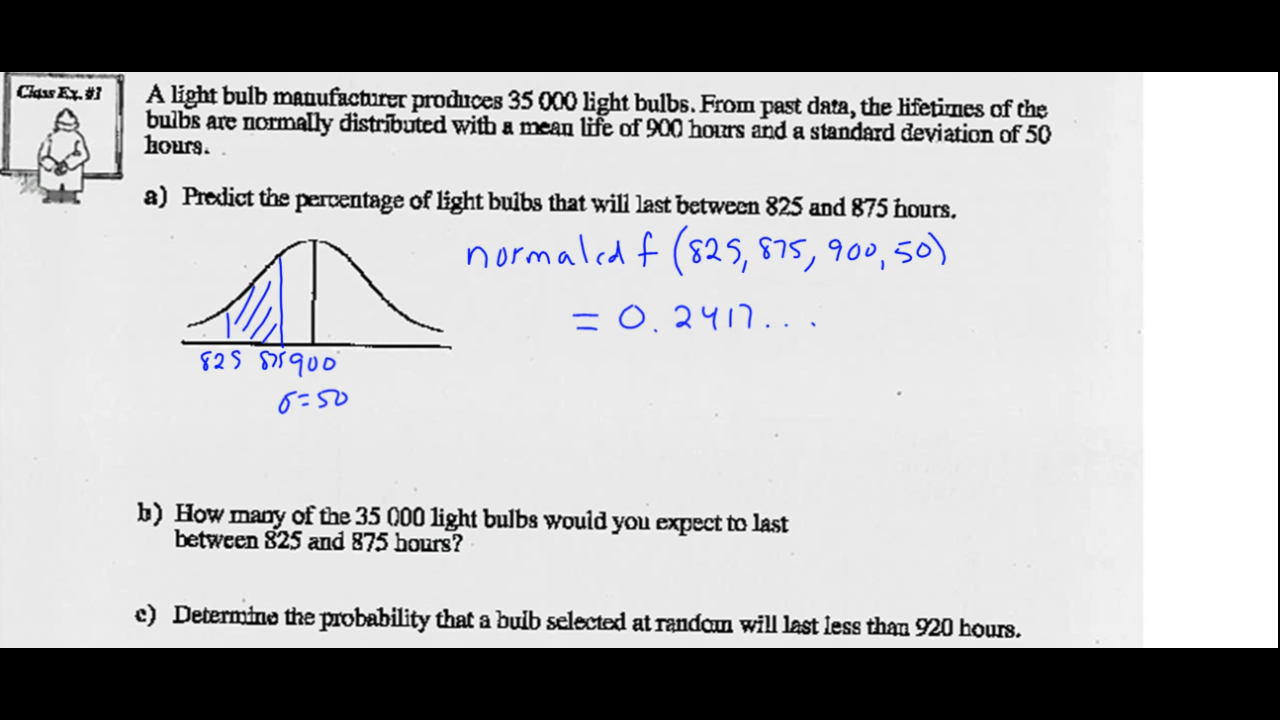 Class Ex. #1
A light bulb manufacturer produces 35 000 light bulbs. From past data, the lifetimes of the
bulbs are normally distributed with a mean life of 900 hours and a standard deviation of 50
hours.
a) Predict the percentage of light bulbs that will last between 825 and 875 hours.
normalcdf (825, 875, 900, 50)
= 0.2417...
825 875 900
σ = 50
b) How many of the 35 000 light bulbs would you expect to last
between 825 and 875 hours?
c) Determine the probability that a bulb selected at random will last less than 920 hours.